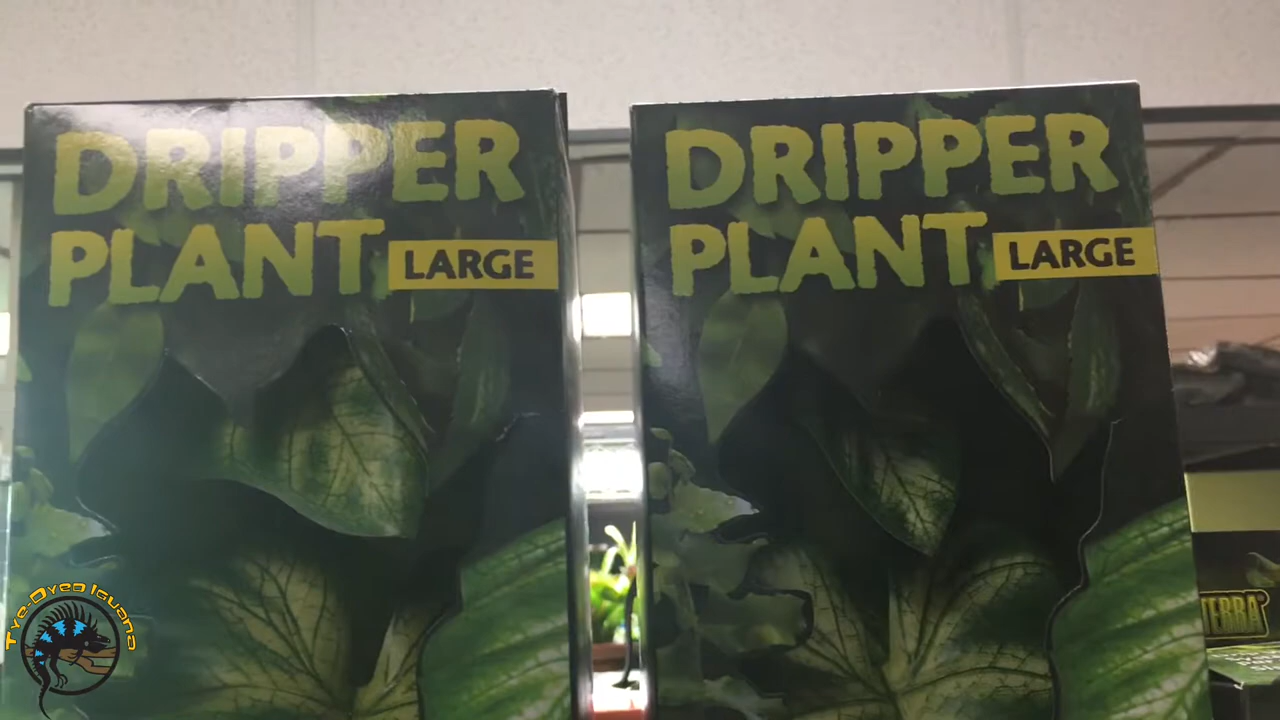 DRIPPER
PLANT LARGE
DRIPPER
PLANT LARGE
TERRA
Tye-Dyed Iguana